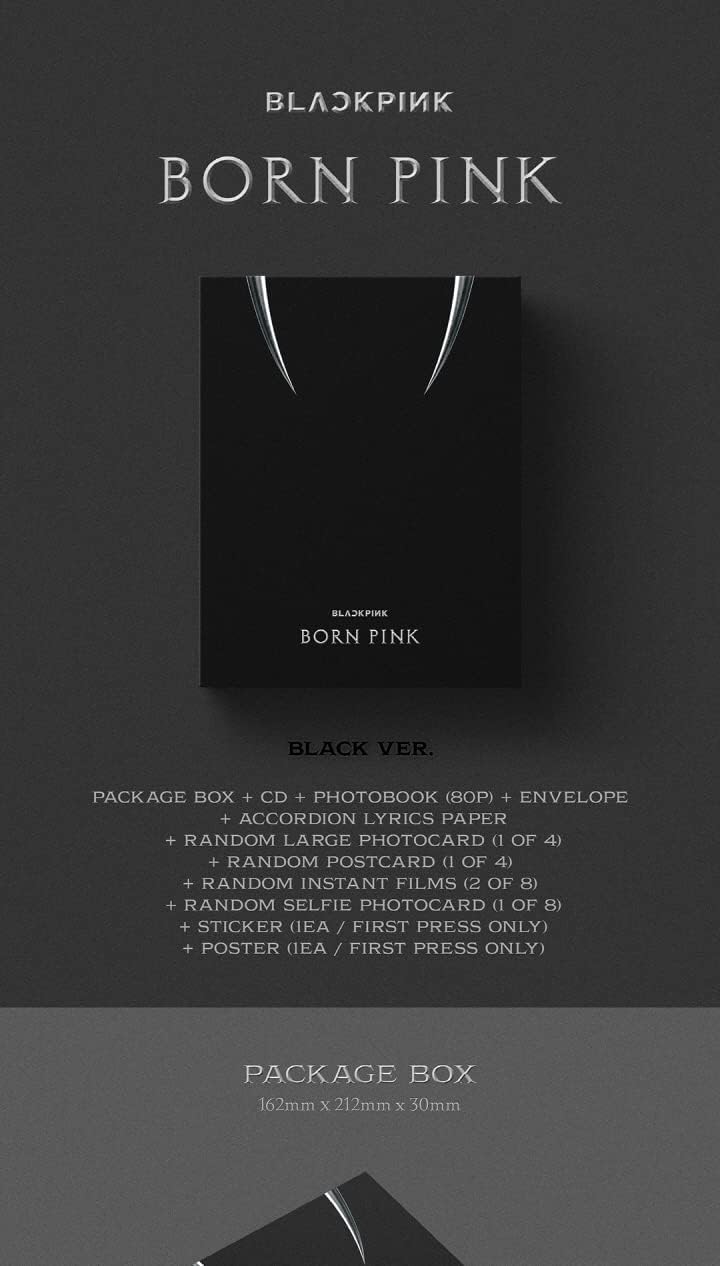 BLACKPINK
BORN PINK
BLACKPINK
BORN PINK
BLACK VER.
PACKAGE BOX + CD + PHOTOBOOK (80P) + ENVELOPE
+ ACCORDION LYRICS PAPER
+ RANDOM LARGE PHOTOCARD (1 OF 4)
+ RANDOM POSTCARD (1 OF 4)
+ RANDOM INSTANT FILMS (2 OF 8)
+ RANDOM SELFIE PHOTOCARD (1 OF 8)
+ STICKER (1EA / FIRST PRESS ONLY)
+ POSTER (1EA / FIRST PRESS ONLY)
PACKAGE BOX
162mm x 212mm x 30mm